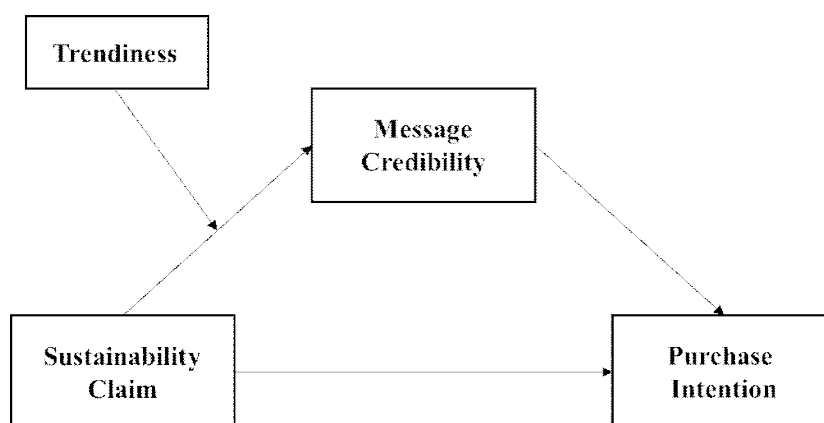 Trendiness
Message
Credibility
Sustainability
Claim
Purchase
Intention